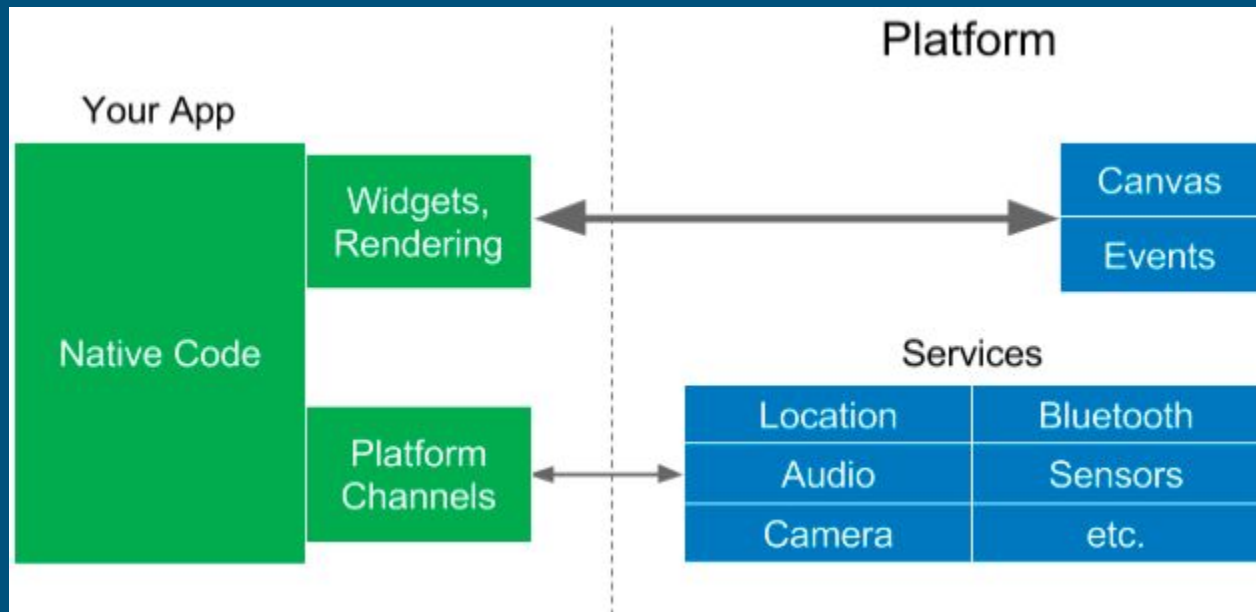 Platform
Your App
Widgets,
Rendering
Canvas
Events
Native Code
Services
Platform
Channels
Location
Bluetooth
Audio
Sensors
Camera
etc.